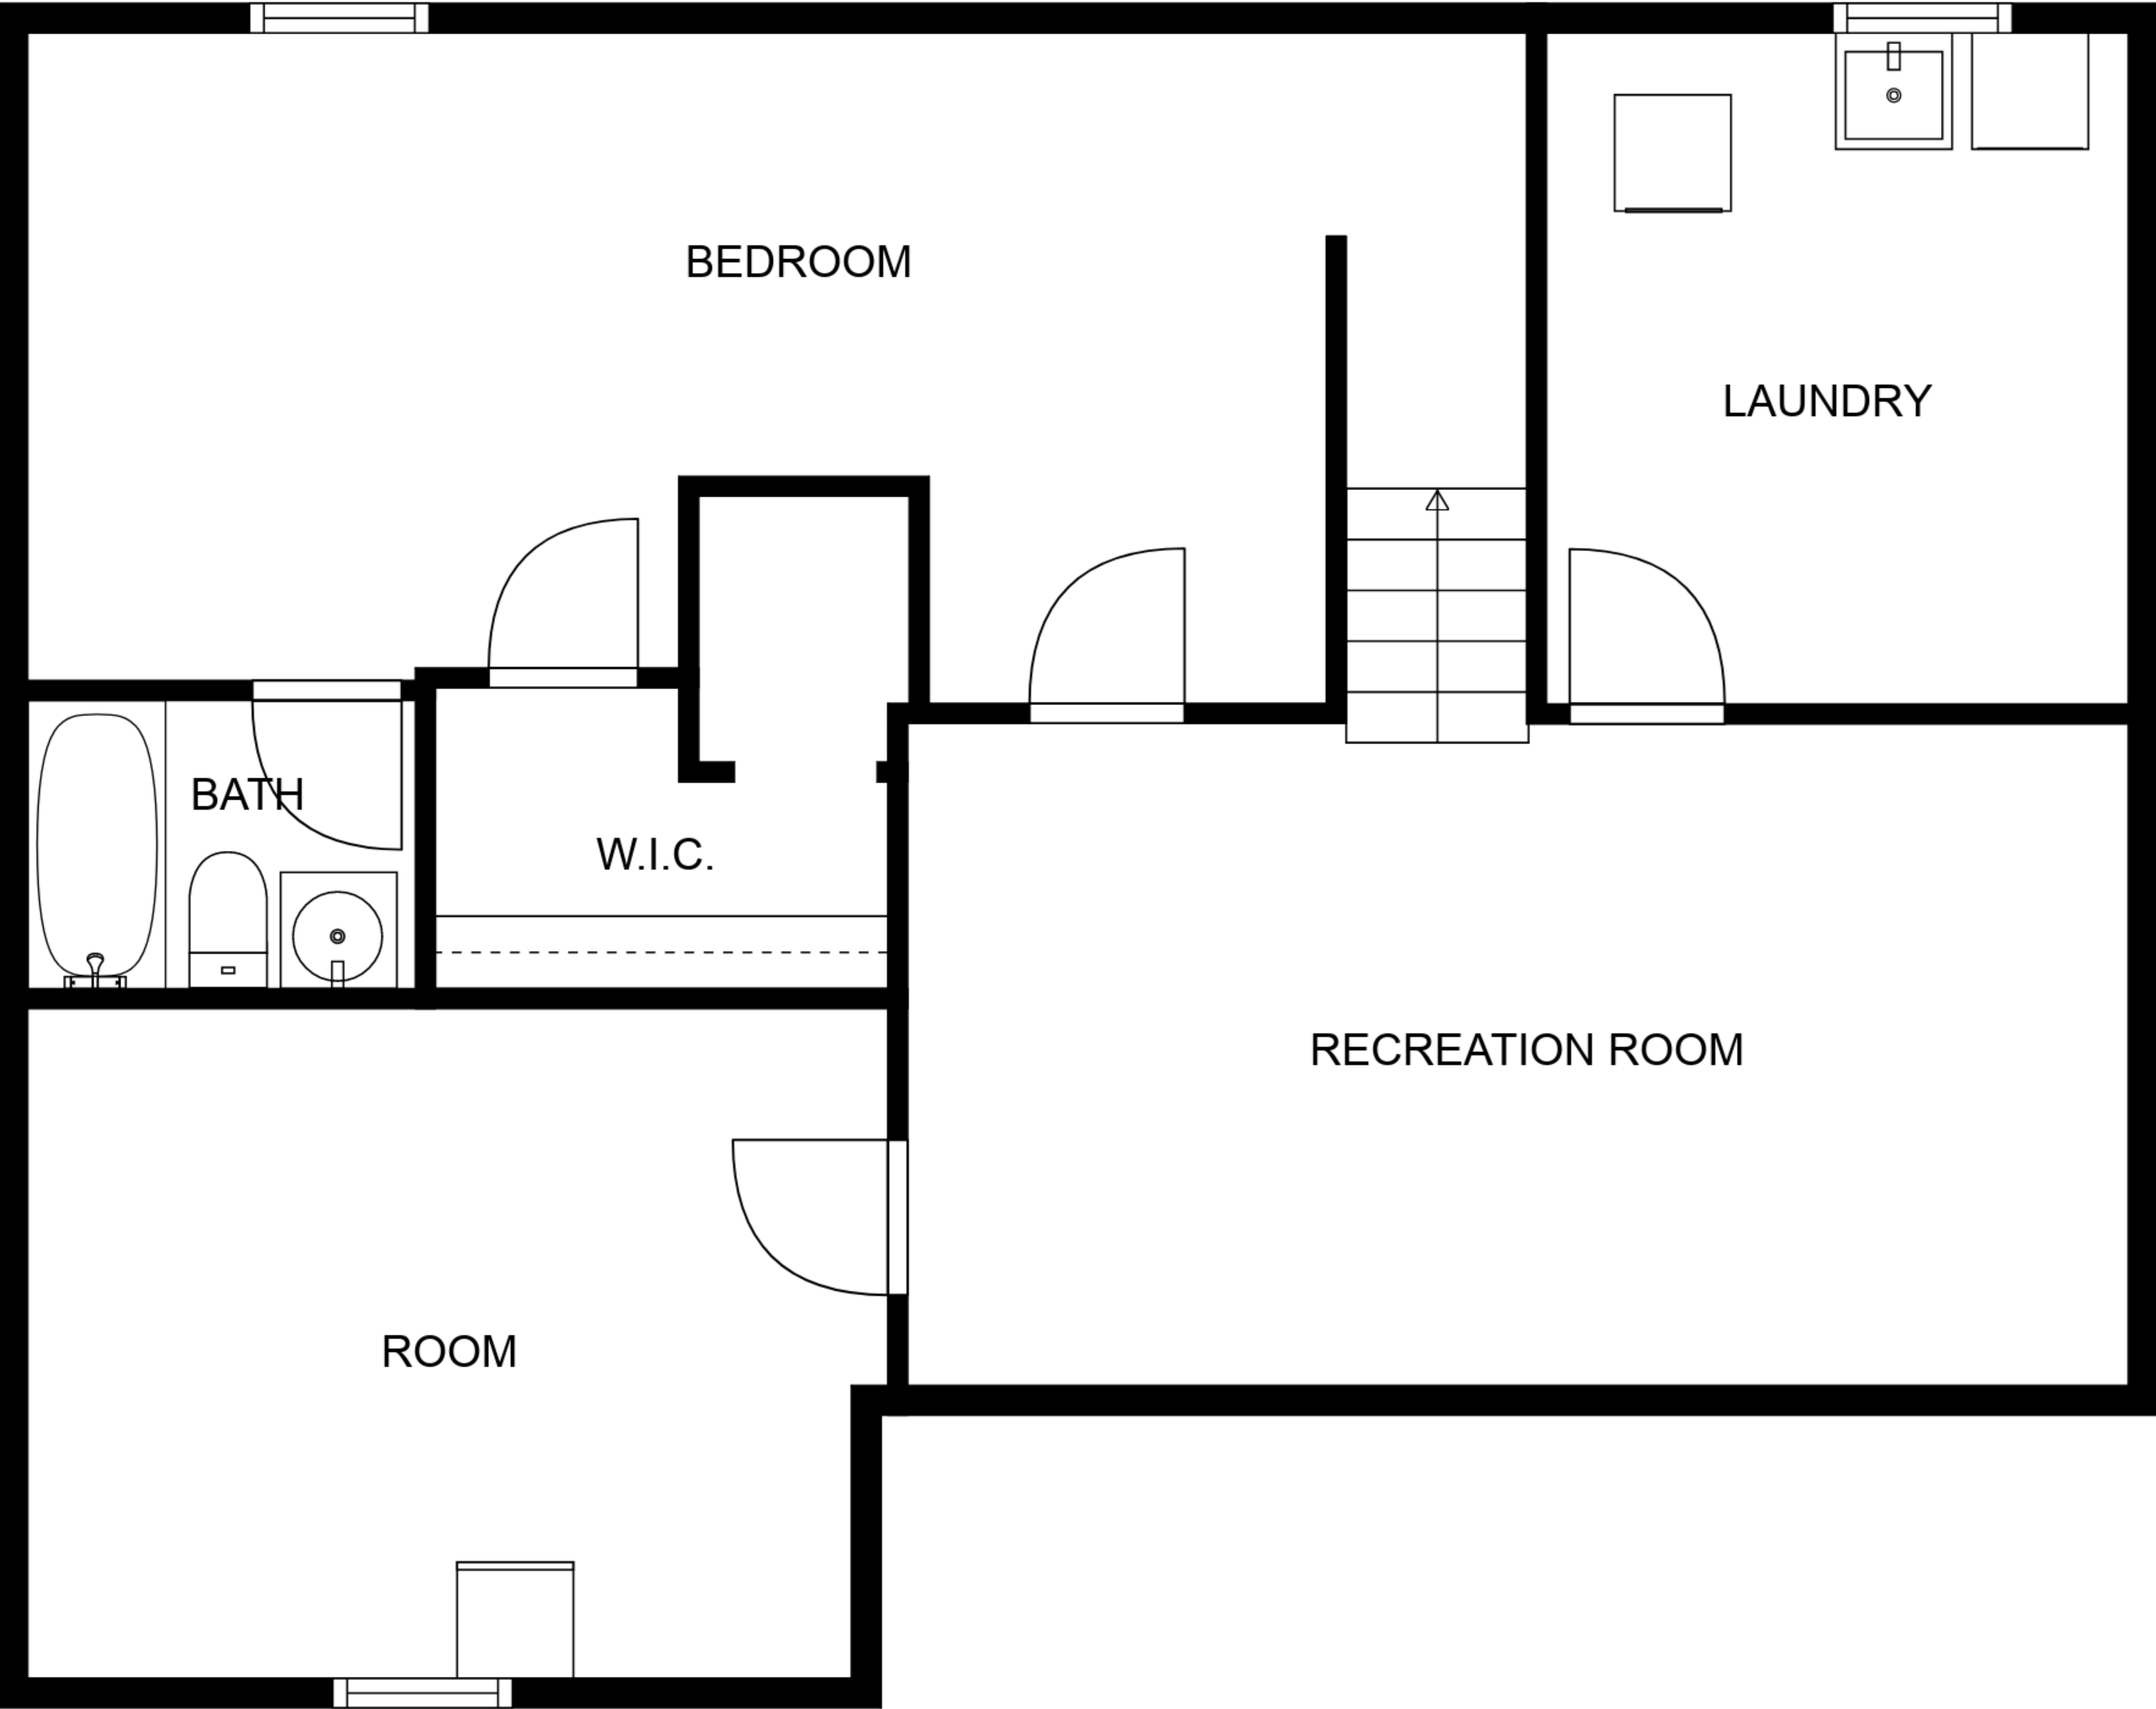 BEDROOM
LAUNDRY
BATH
W.I.C.
RECREATION ROOM
ROOM